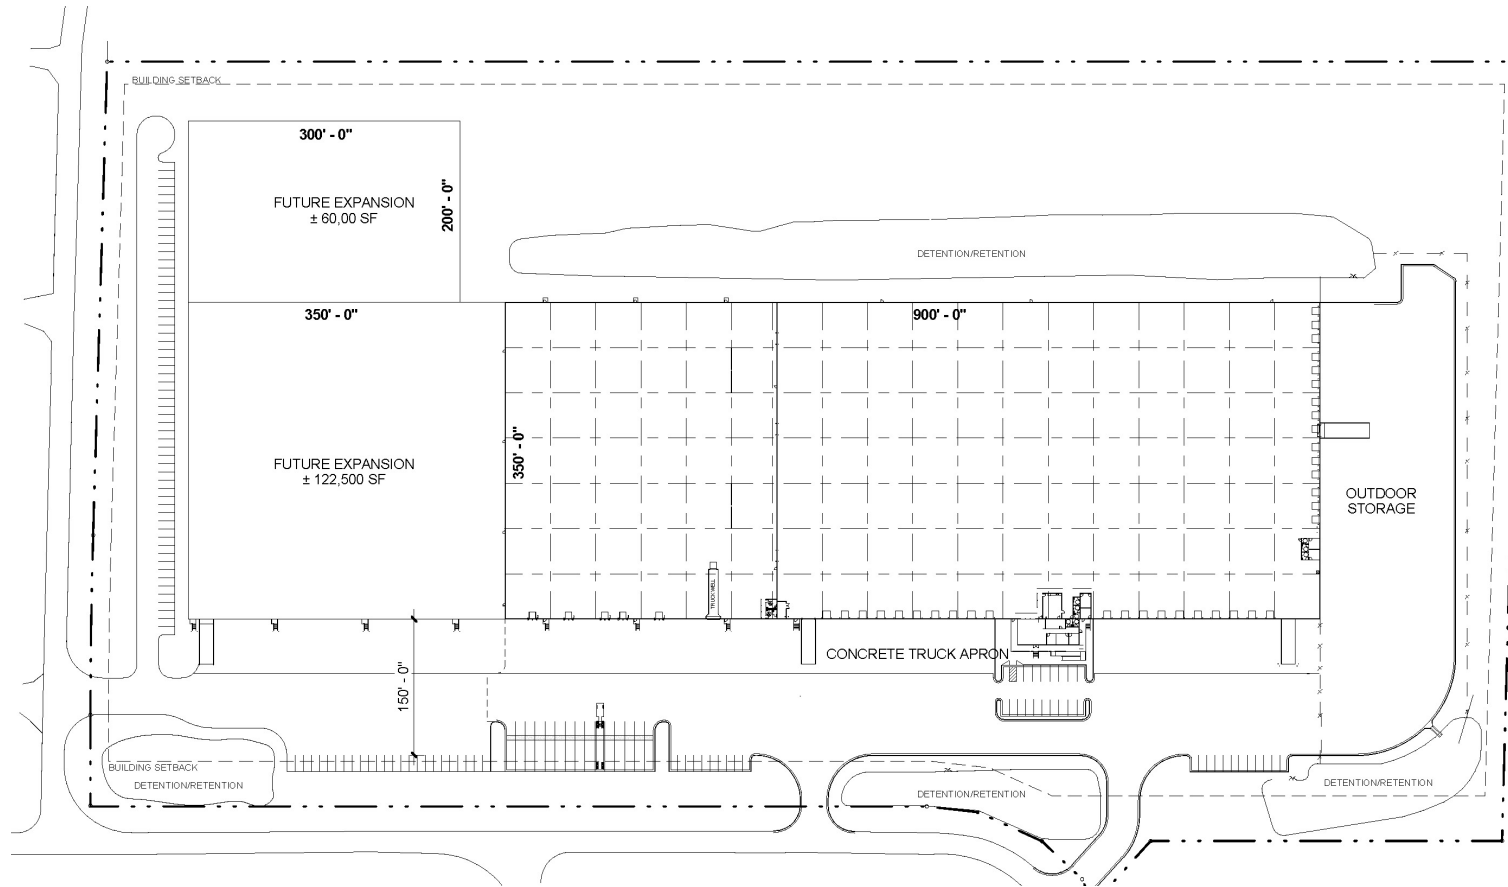 BUILDING SETBACK
300' - 0"
FUTURE EXPANSION
± 60,00 SF
200' - 0"
DETENTION/RETENTION
350' - 0"
900' - 0"
350' - 0"
FUTURE EXPANSION
± 122,500 SF
OUTDOOR
STORAGE
TRUCK WELL
CONCRETE TRUCK APRON
150' - 0"
BUILDING SETBACK
DETENTION/RETENTION
DETENTION/RETENTION
DETENTION/RETENTION